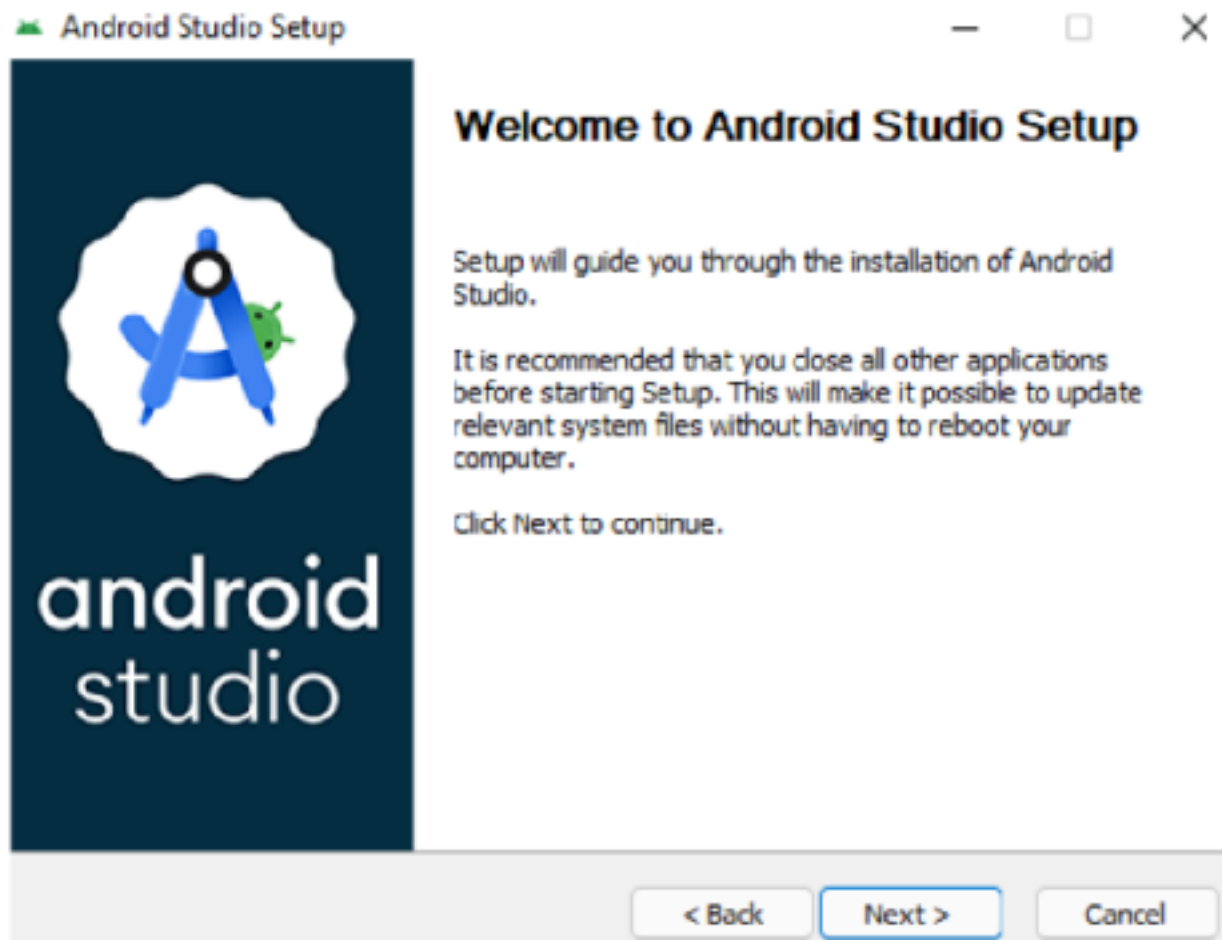 Android Studio Setup
Welcome to Android Studio Setup
Setup will guide you through the installation of Android
Studio.
It is recommended that you close all other applications
before starting Setup. This will make it possible to update
relevant system files without having to reboot your
computer.
Click Next to continue.
android
studio
< Back
Next >
Cancel